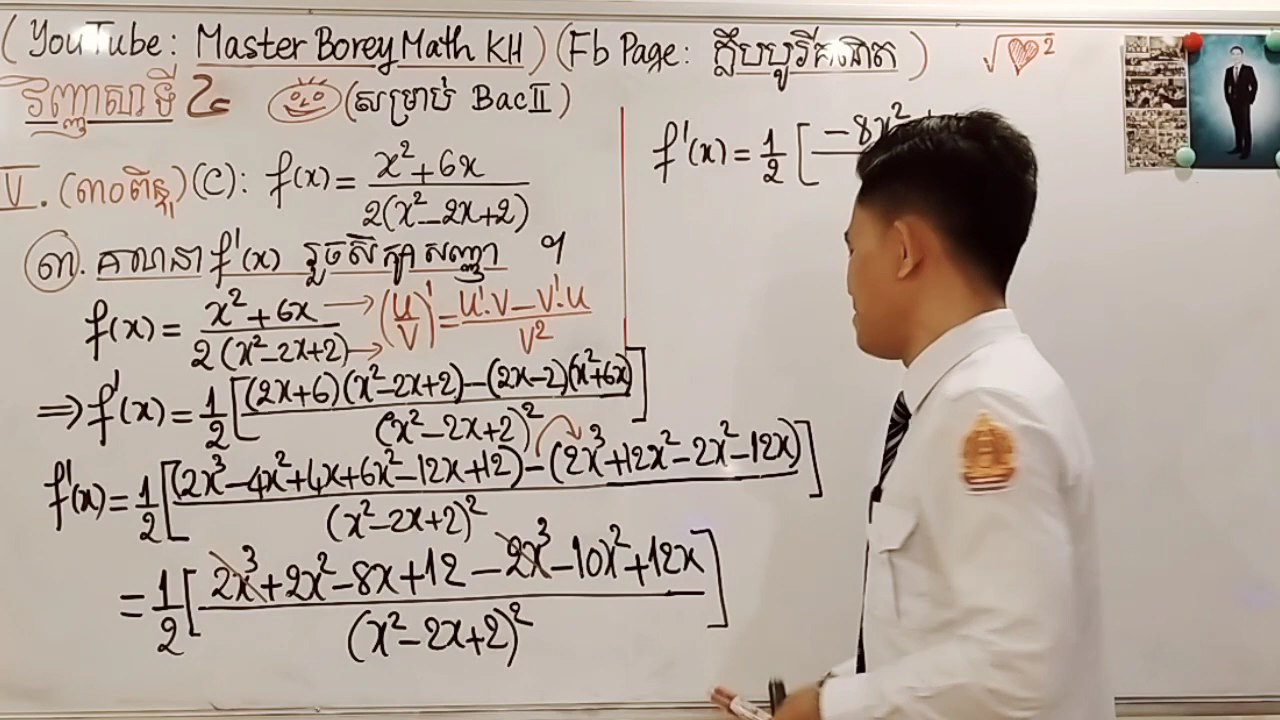 (YouTube: Master Borey Math KH) (Fb Page: ក្លឹបបូរីគណិត) √♡²
វិញ្ញាសាទី ៤ (សម្រាប់ BacII)
V. (៣០ពិន្ទុ) (C): f(x) = (x² + 6x) / (2(x² - 2x + 2))
៣. គណនា f'(x) រួចសិក្សាសញ្ញា ។
f(x) = (x² + 6x) / (2(x² - 2x + 2)) → (U/V)' = (U'·V - V'·U) / V²
⇒ f'(x) = 1/2 [((2x + 6)(x² - 2x + 2) - (2x - 2)(x² + 6x)) / (x² - 2x + 2)²]
f'(x) = 1/2 [((2x³ - 4x² + 4x + 6x² - 12x + 12) - (2x³ + 12x² - 2x² - 12x)) / (x² - 2x + 2)²]
= 1/2 [(2x³ + 2x² - 8x + 12 - 2x³ - 10x² + 12x) / (x² - 2x + 2)²]
f'(x) = 1/2 [-8x²